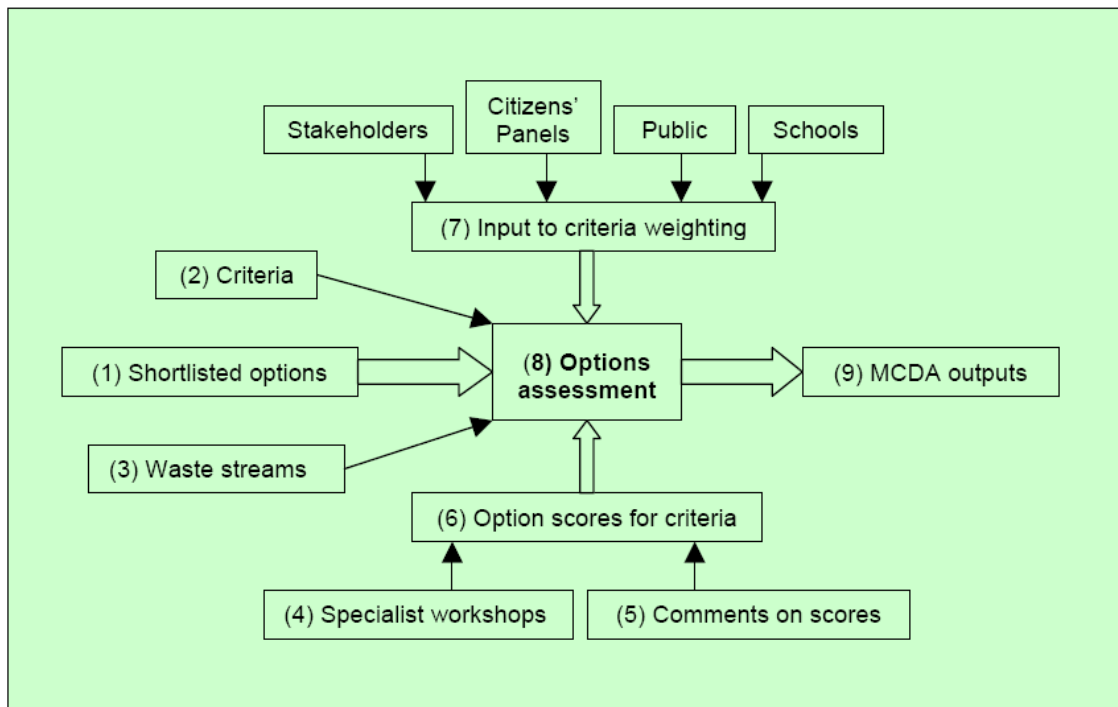 Stakeholders
Citizens’
Panels
Public
Schools
(7) Input to criteria weighting
(2) Criteria
(1) Shortlisted options
(8) Options
assessment
(9) MCDA outputs
(3) Waste streams
(6) Option scores for criteria
(4) Specialist workshops
(5) Comments on scores